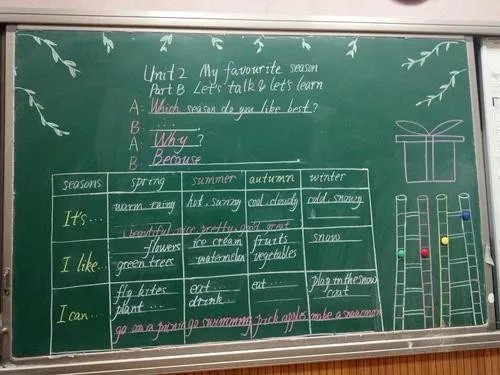 Unit 2 My favourite season
Part B Let's talk & let's learn
A: Which season do you like best?
B: ...
A: Why?
B: Because
seasons spring summer autumn winter
It's... warm rainy hot sunny cool cloudy cold snowy
(beautiful nice pretty good great
I like... flowers ice cream fruits snow
green trees watermelon vegetables
I can... fly kites eat... eat... play in the snow
plant... drink...
go on a picnic go swimming pick apples make a snowman